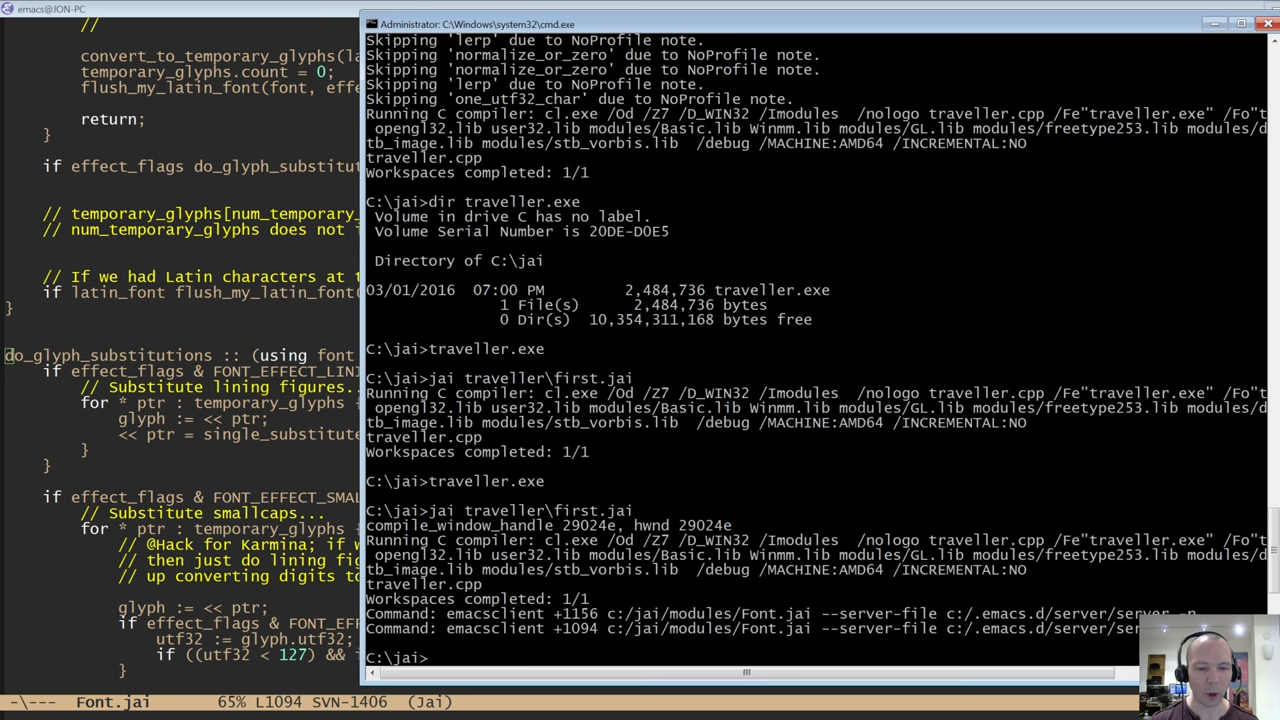 emacs@JON-PC
//
convert_to_temporary_glyphs(la
temporary_glyphs.count = 0;
flush_my_latin_font(font, effe
return;
}
if effect_flags do_glyph_substitut
// temporary_glyphs[num_temporary_
// num_temporary_glyphs does not i
// If we had Latin characters at t
if latin_font flush_my_latin_font(
}
do_glyph_substitutions :: (using font
if effect_flags & FONT_EFFECT_LINI
// Substitute lining figures...
for * ptr : temporary_glyphs {
glyph := << ptr;
<< ptr = single_substitute
}
}
if effect_flags & FONT_EFFECT_SMAL
// Substitute smallcaps...
for * ptr : temporary_glyphs {
// @Hack for Karmina; if w
// then just do lining fig
// up converting digits to
glyph := << ptr;
if effect_flags & FONT_EFF
utf32 := glyph.utf32;
if ((utf32 < 127) && i
}
-\--- Font.jai 65% L1094 SVN-1406 (Jai)
Administrator: C:\Windows\system32\cmd.exe
Skipping 'lerp' due to NoProfile note.
Skipping 'normalize_or_zero' due to NoProfile note.
Skipping 'normalize_or_zero' due to NoProfile note.
Skipping 'lerp' due to NoProfile note.
Skipping 'one_utf32_char' due to NoProfile note.
Running C compiler: cl.exe /Od /Z7 /D_WIN32 /Imodules /nologo traveller.cpp /Fe"traveller.exe" /Fo"t
opengl32.lib user32.lib modules/Basic.lib Winmm.lib modules/GL.lib modules/freetype253.lib modules/d
tb_image.lib modules/stb_vorbis.lib /debug /MACHINE:AMD64 /INCREMENTAL:NO
traveller.cpp
Workspaces completed: 1/1
C:\jai>dir traveller.exe
Volume in drive C has no label.
Volume Serial Number is 20DE-D0E5
Directory of C:\jai
03/01/2016 07:00 PM 2,484,736 traveller.exe
1 File(s) 2,484,736 bytes
0 Dir(s) 10,354,311,168 bytes free
C:\jai>traveller.exe
C:\jai>jai traveller\first.jai
Running C compiler: cl.exe /Od /Z7 /D_WIN32 /Imodules /nologo traveller.cpp /Fe"traveller.exe" /Fo"t
opengl32.lib user32.lib modules/Basic.lib Winmm.lib modules/GL.lib modules/freetype253.lib modules/d
tb_image.lib modules/stb_vorbis.lib /debug /MACHINE:AMD64 /INCREMENTAL:NO
traveller.cpp
Workspaces completed: 1/1
C:\jai>traveller.exe
C:\jai>jai traveller\first.jai
compile_window_handle 29024e, hwnd 29024e
Running C compiler: cl.exe /Od /Z7 /D_WIN32 /Imodules /nologo traveller.cpp /Fe"traveller.exe" /Fo"t
opengl32.lib user32.lib modules/Basic.lib Winmm.lib modules/GL.lib modules/freetype253.lib modules/d
tb_image.lib modules/stb_vorbis.lib /debug /MACHINE:AMD64 /INCREMENTAL:NO
traveller.cpp
Workspaces completed: 1/1
Command: emacsclient +1156 c:/jai/modules/Font.jai --server-file c:/.emacs.d/server/server -n
Command: emacsclient +1094 c:/jai/modules/Font.jai --server-file c:/.emacs.d/server/se
C:\jai>